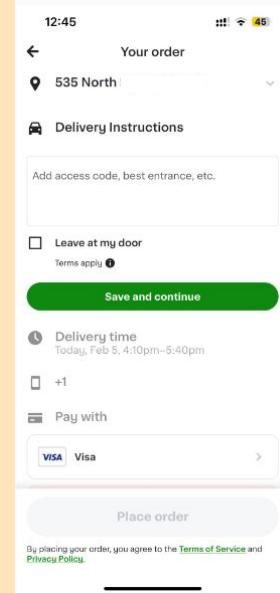 12:45
45
Your order
535 North
Delivery Instructions
Add access code, best entrance, etc.
Leave at my door
Terms apply
Save and continue
Delivery time
Today, Feb 5, 4:10pm–5:40pm
+1
Pay with
VISA Visa
Place order
By placing your order, you agree to the Terms of Service and
Privacy Policy.